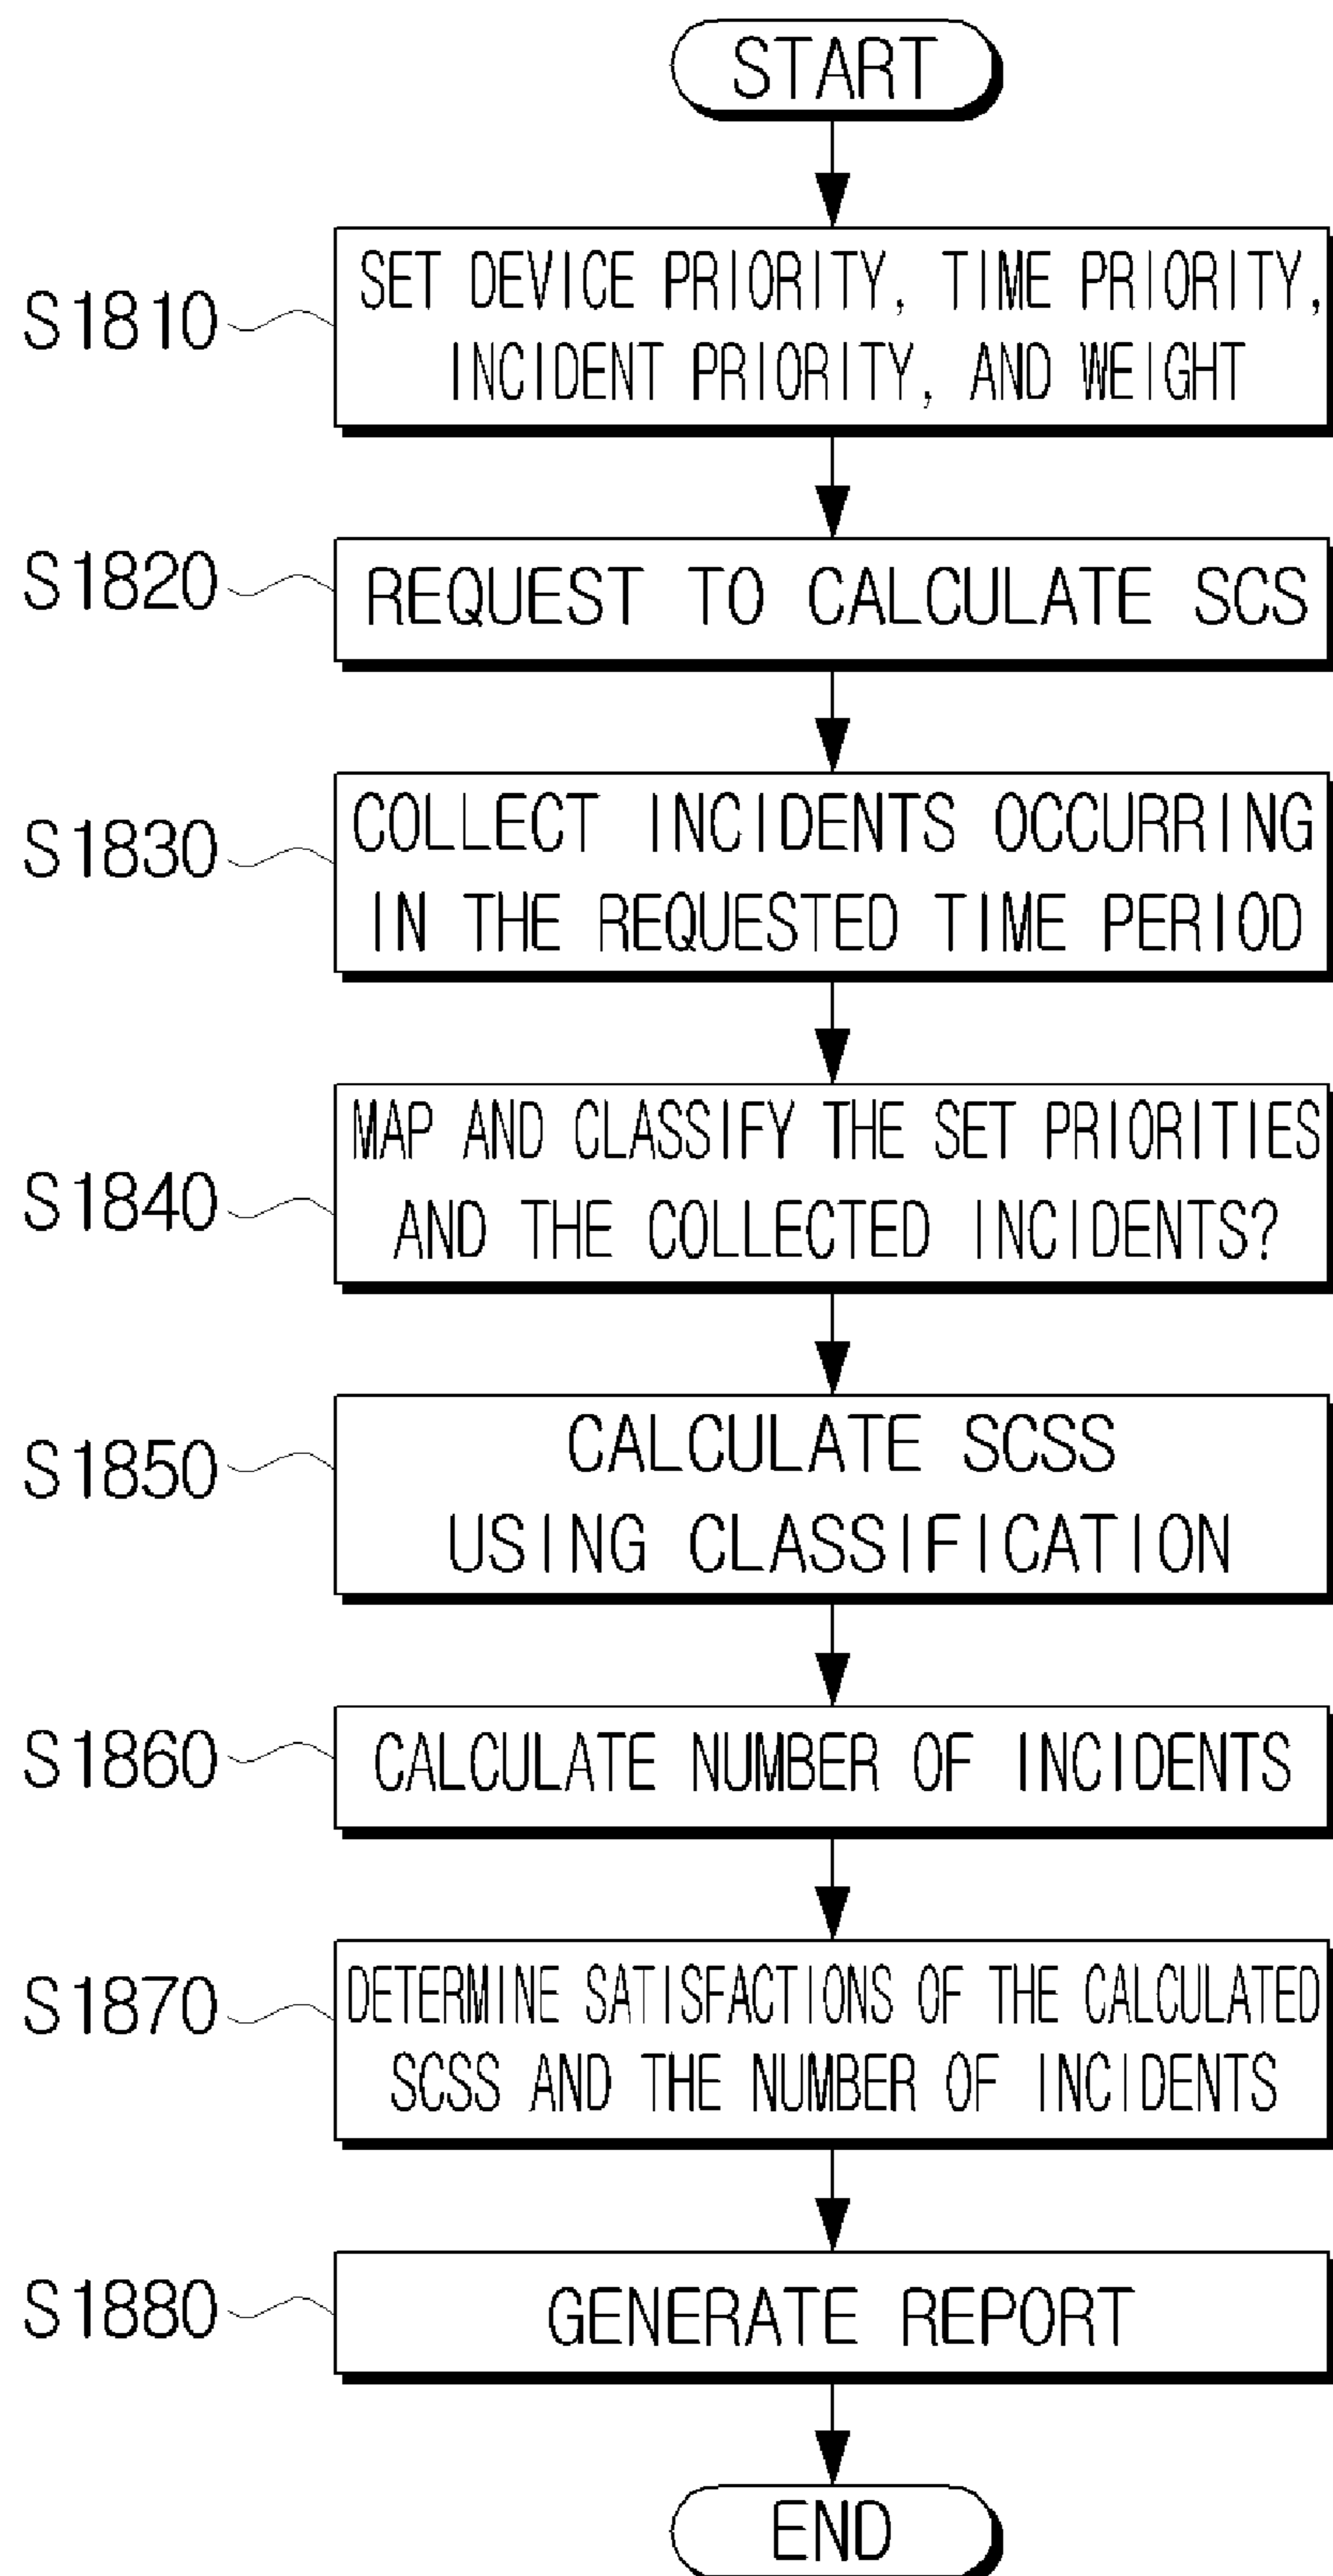 START
S1810
SET DEVICE PRIORITY, TIME PRIORITY,
INCIDENT PRIORITY, AND WEIGHT
S1820
REQUEST TO CALCULATE SCS
S1830
COLLECT INCIDENTS OCCURRING
IN THE REQUESTED TIME PERIOD
S1840
MAP AND CLASSIFY THE SET PRIORITIES
AND THE COLLECTED INCIDENTS?
S1850
CALCULATE SCSS
USING CLASSIFICATION
S1860
CALCULATE NUMBER OF INCIDENTS
S1870
DETERMINE SATISFACTIONS OF THE CALCULATED
SCSS AND THE NUMBER OF INCIDENTS
S1880
GENERATE REPORT
END